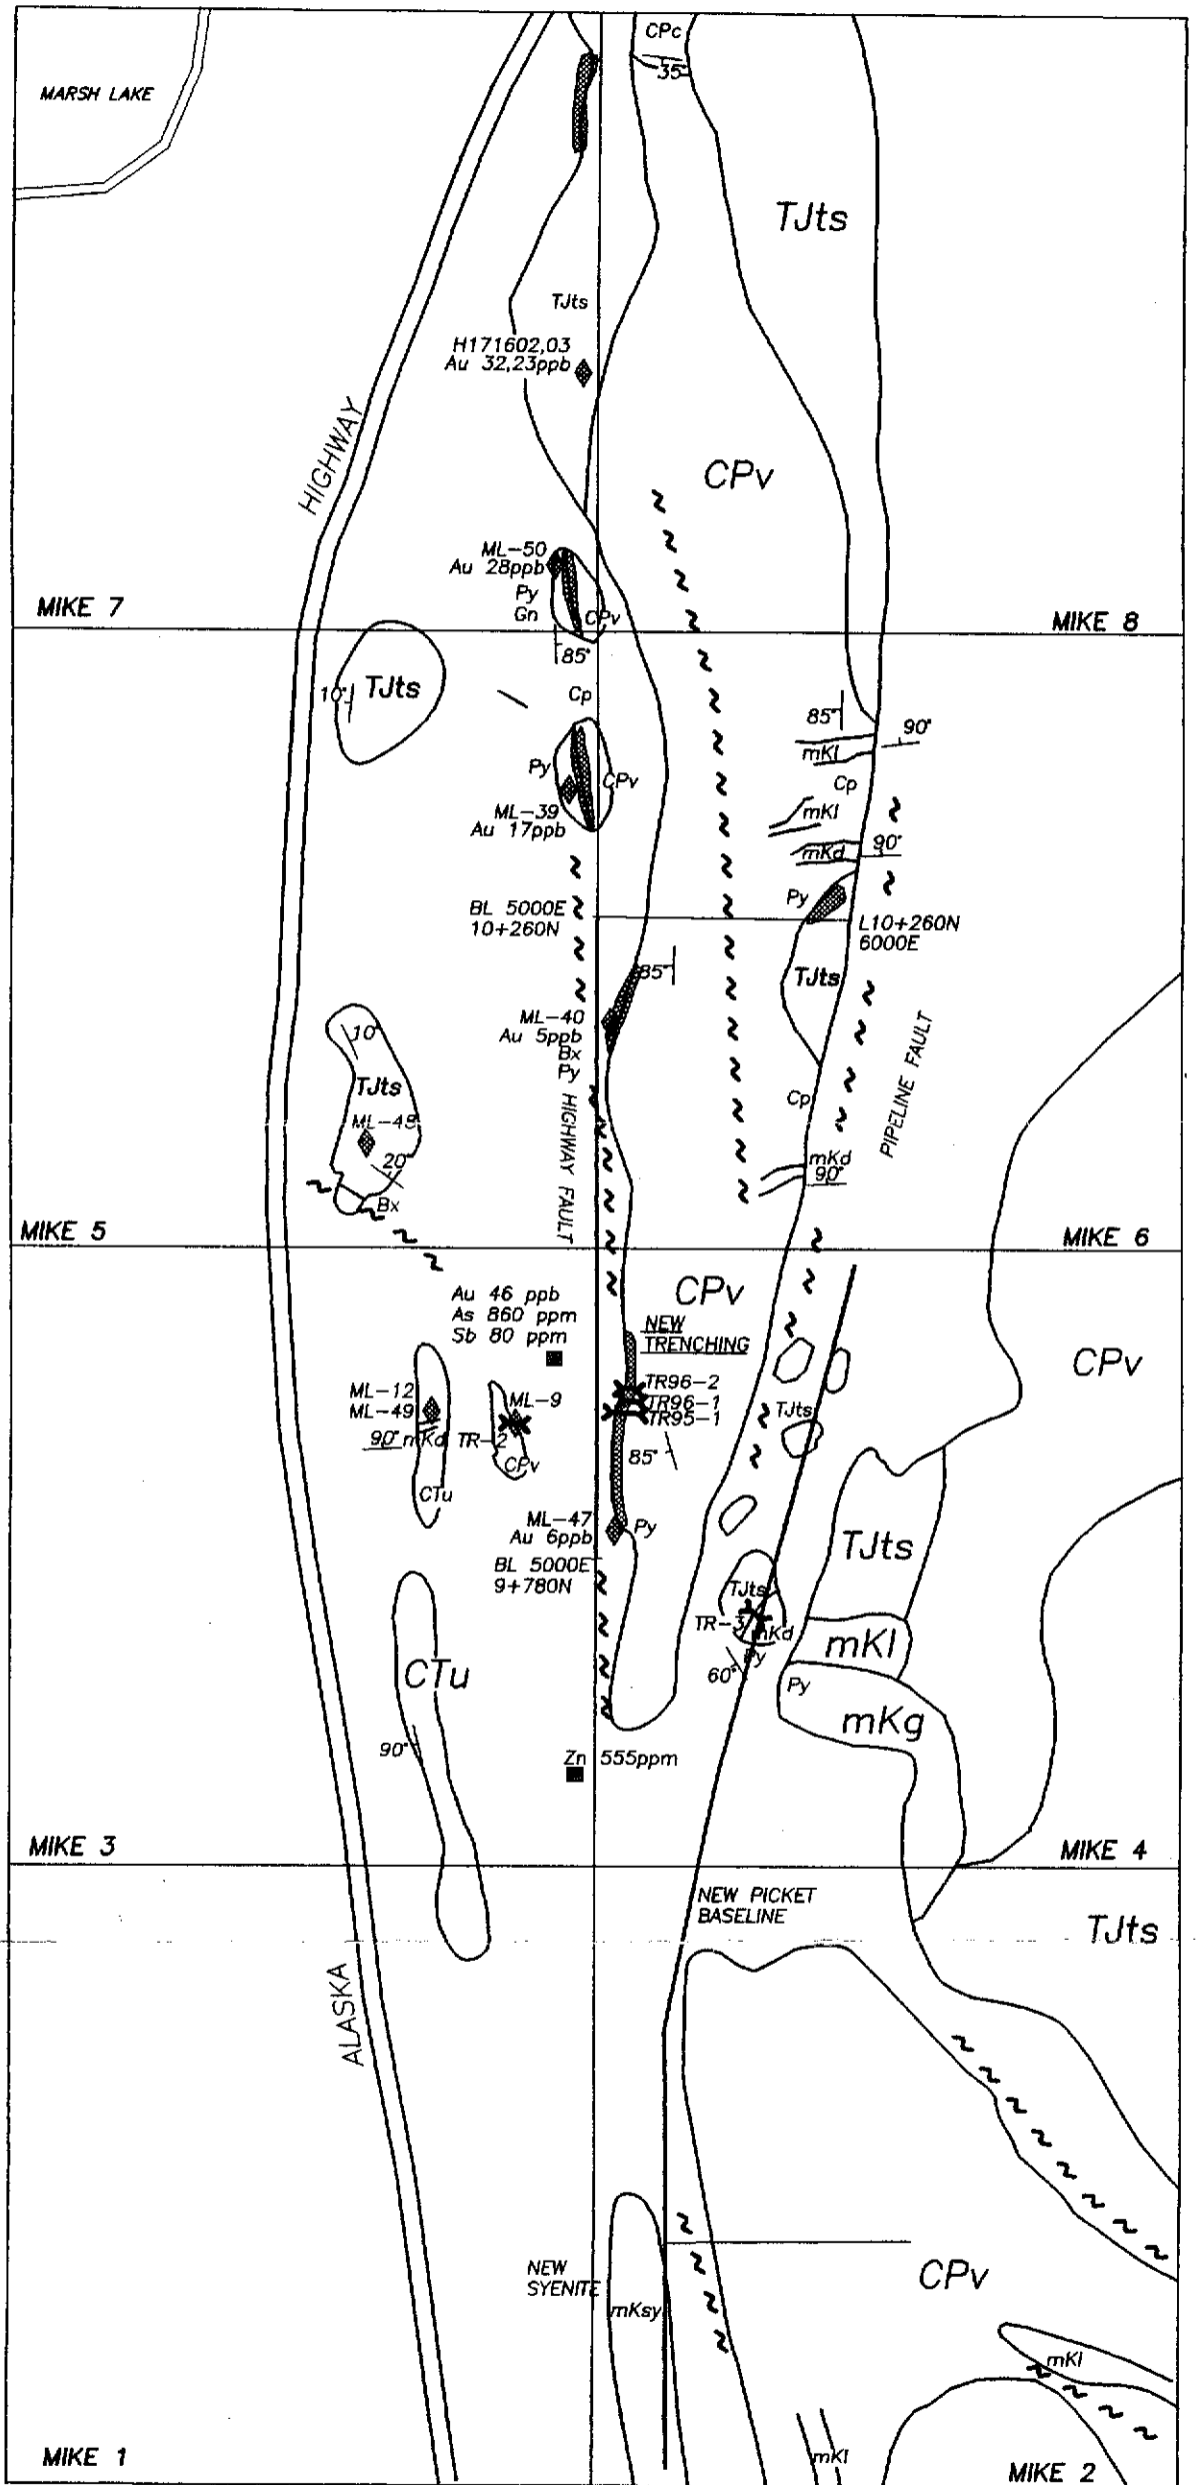 CPc
35°
MARSH LAKE
TJts
TJts
H171602,03
Au 32,23ppb
HIGHWAY
CPv
ML-50
Au 28ppb
Py
Gn
CPv
MIKE 7
MIKE 8
85°
10°
TJts
Cp
85°
90°
mKl
Py
CPv
Cp
mKl
ML-39
Au 17ppb
mKd
90°
Py
BL 5000E
10+260N
L10+260N
6000E
85°
TJts
ML-40
Au 5ppb
Bx
Py
10°
TJts
ML-48
20°
Bx
HIGHWAY FAULT
Cp
PIPELINE FAULT
mKd
90°
MIKE 5
MIKE 6
Au 46 ppb
As 860 ppm
Sb 80 ppm
CPv
NEW
TRENCHING
CPv
ML-12
ML-49
90° mKd
ML-9
TR-2
CPv
CTu
TR96-2
TR96-1
TR95-1
85°
TJts
ML-47
Au 6ppb
Py
BL 5000E
9+780N
TJts
TJts
TR-3
mKd
Py
60°
mKl
Py
mKg
CTu
90°
Zn 555ppm
MIKE 3
MIKE 4
NEW PICKET
BASELINE
TJts
ALASKA
NEW
SYENITE
mKsy
CPv
mKl
mKl
MIKE 1
MIKE 2